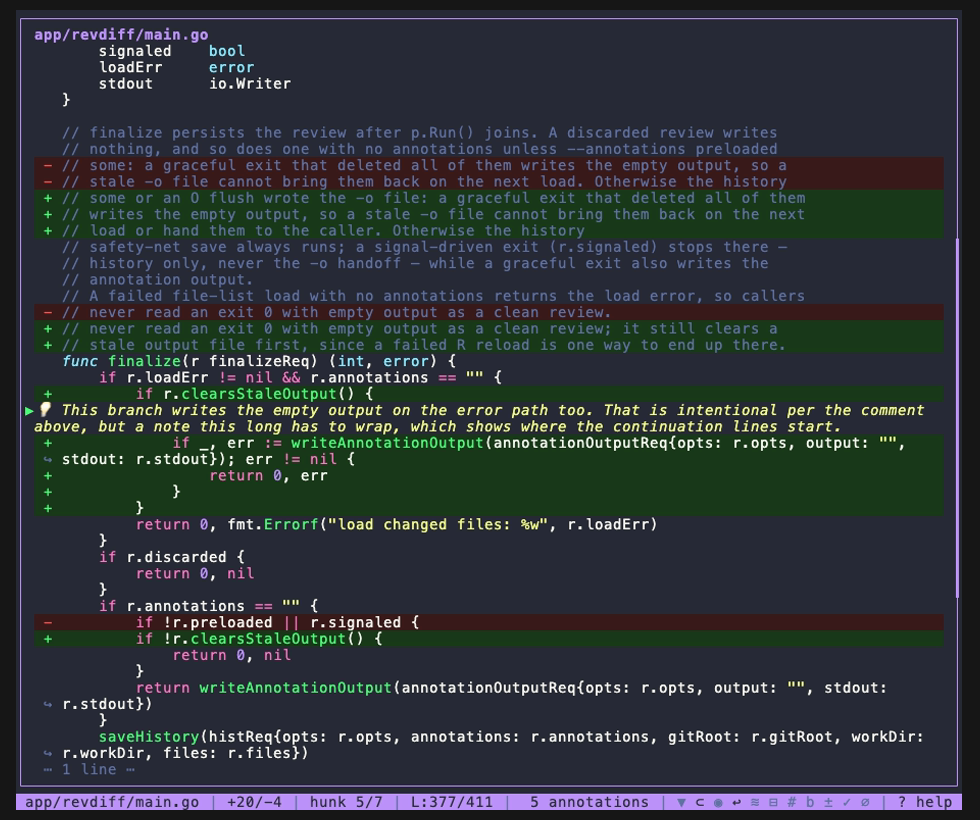 app/revdiff/main.go
        signaled    bool
        loadErr     error
        stdout      io.Writer
    }
    // finalize persists the review after p.Run() joins. A discarded review writes
    // nothing, and so does one with no annotations unless --annotations preloaded
  - // some: a graceful exit that deleted all of them writes the empty output, so a
  - // stale -o file cannot bring them back on the next load. Otherwise the history
  + // some or an O flush wrote the -o file: a graceful exit that deleted all of them
  + // writes the empty output, so a stale -o file cannot bring them back on the next
  + // load or hand them to the caller. Otherwise the history
    // safety-net save always runs; a signal-driven exit (r.signaled) stops there —
    // history only, never the -o handoff — while a graceful exit also writes the
    // annotation output.
    // A failed file-list load with no annotations returns the load error, so callers
  - // never read an exit 0 with empty output as a clean review.
  + // never read an exit 0 with empty output as a clean review; it still clears a
  + // stale output file first, since a failed R reload is one way to end up there.
    func finalize(r finalizeReq) (int, error) {
        if r.loadErr != nil && r.annotations == "" {
  +         if r.clearsStaleOutput() {
▶💡 This branch writes the empty output on the error path too. That is intentional per the comment
above, but a note this long has to wrap, which shows where the continuation lines start.
  +             if _, err := writeAnnotationOutput(annotationOutputReq{opts: r.opts, output: "",
  ↪ stdout: r.stdout}); err != nil {
  +                 return 0, err
  +             }
  +         }
            return 0, fmt.Errorf("load changed files: %w", r.loadErr)
        }
        if r.discarded {
            return 0, nil
        }
        if r.annotations == "" {
  -         if !r.preloaded || r.signaled {
  +         if !r.clearsStaleOutput() {
                return 0, nil
            }
            return writeAnnotationOutput(annotationOutputReq{opts: r.opts, output: "", stdout:
  ↪ r.stdout})
        }
        saveHistory(histReq{opts: r.opts, annotations: r.annotations, gitRoot: r.gitRoot, workDir:
  ↪ r.workDir, files: r.files})
  ⋯ 1 line ⋯
app/revdiff/main.go | +20/-4 | hunk 5/7 | L:377/411 | 5 annotations | ▼ ⊂ ◉ ↩ ≋ ⊟ # b ± ✓ ∅ | ? help